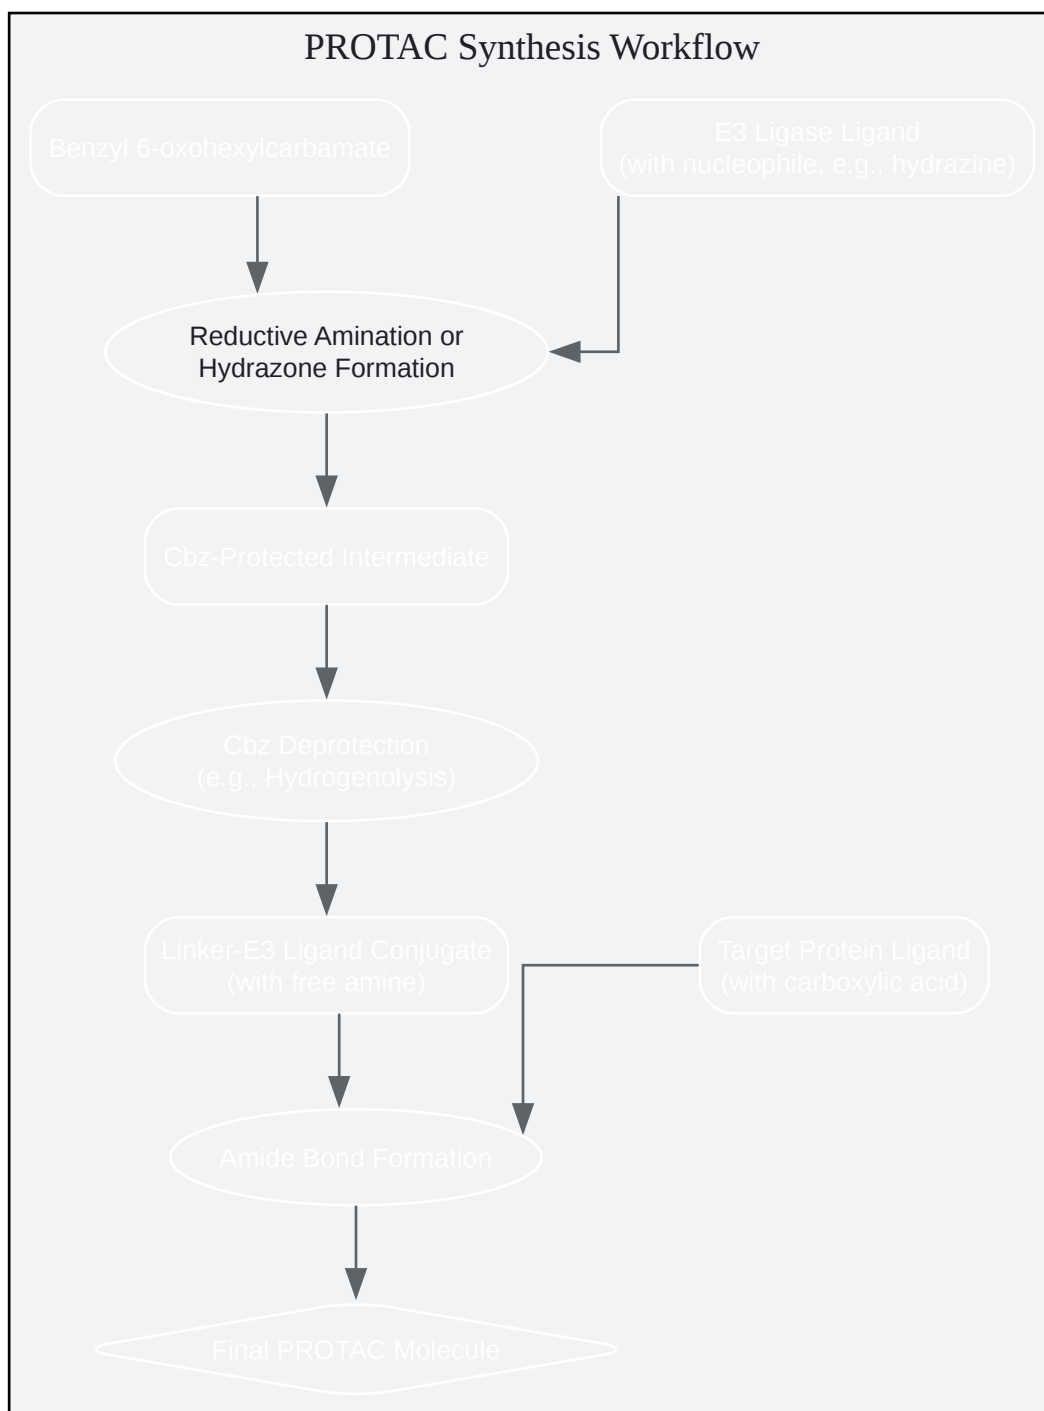 PROTAC Synthesis Workflow
Benzyl 6-oxohexylcarbamate
E3 Ligase Ligand
(with nucleophile, e.g., hydrazine)
Reductive Amination or
Hydrazone Formation
Cbz-Protected Intermediate
Cbz Deprotection
(e.g., Hydrogenolysis)
Linker-E3 Ligand Conjugate
(with free amine)
Target Protein Ligand
(with carboxylic acid)
Amide Bond Formation
Final PROTAC Molecule